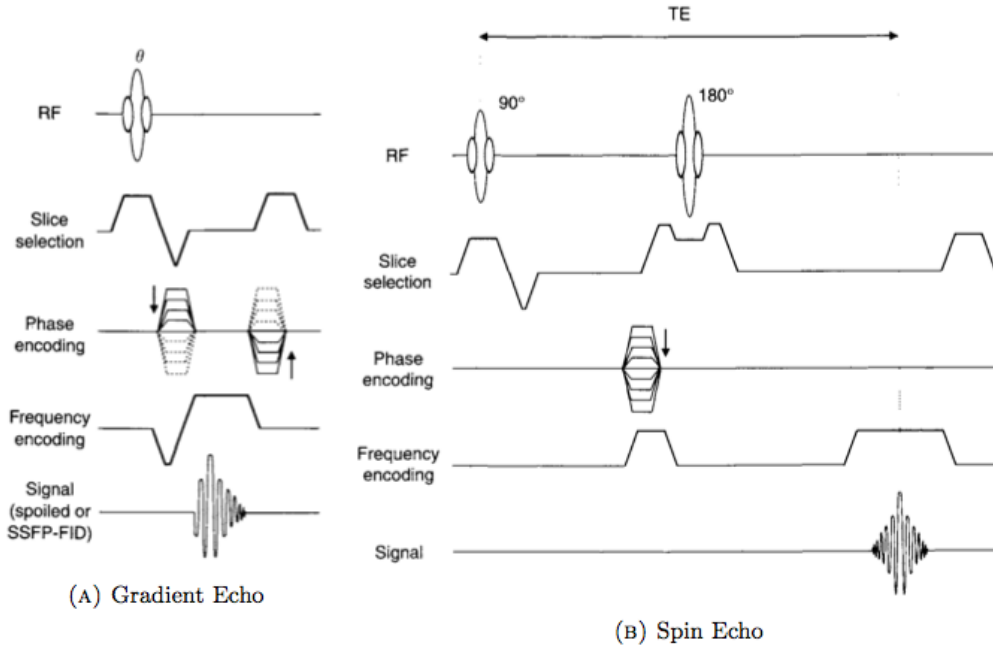 θ
RF
Slice
selection
Phase
encoding
Frequency
encoding
Signal
(spoiled or
SSFP-FID)
(A) Gradient Echo
TE
90°
180°
RF
Slice
selection
Phase
encoding
Frequency
encoding
Signal
(B) Spin Echo